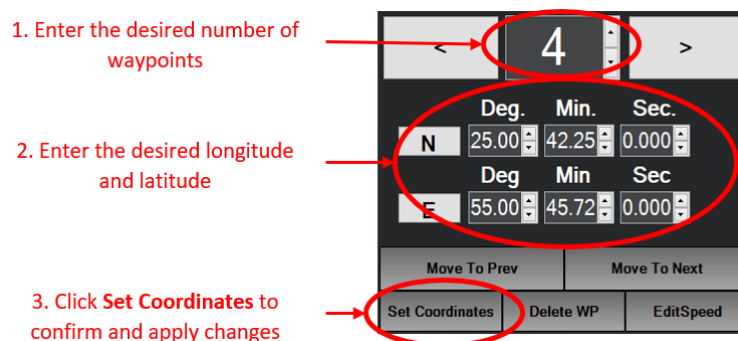 1. Enter the desired number of
waypoints
< 4 >
Deg. Min. Sec.
N 25.00 42.25 0.000
2. Enter the desired longitude
and latitude
Deg Min Sec
E 55.00 45.72 0.000
Move To Prev Move To Next
3. Click Set Coordinates to
confirm and apply changes
Set Coordinates Delete WP EditSpeed